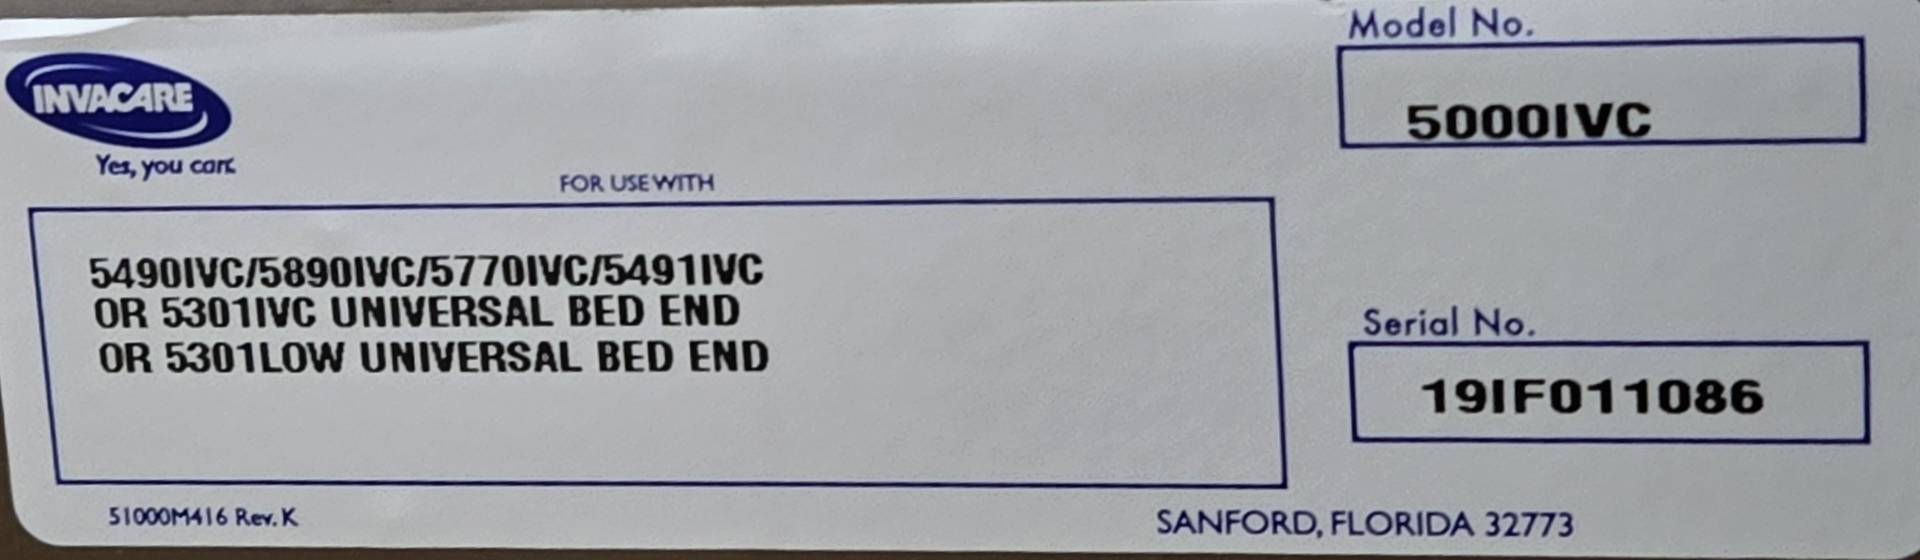 INVACARE
Yes, you can.
Model No.
5000IVC
FOR USE WITH
5490IVC/5890IVC/5770IVC/5491IVC
OR 5301IVC UNIVERSAL BED END
OR 5301LOW UNIVERSAL BED END
Serial No.
19IF011086
51000M416 Rev. K
SANFORD, FLORIDA 32773